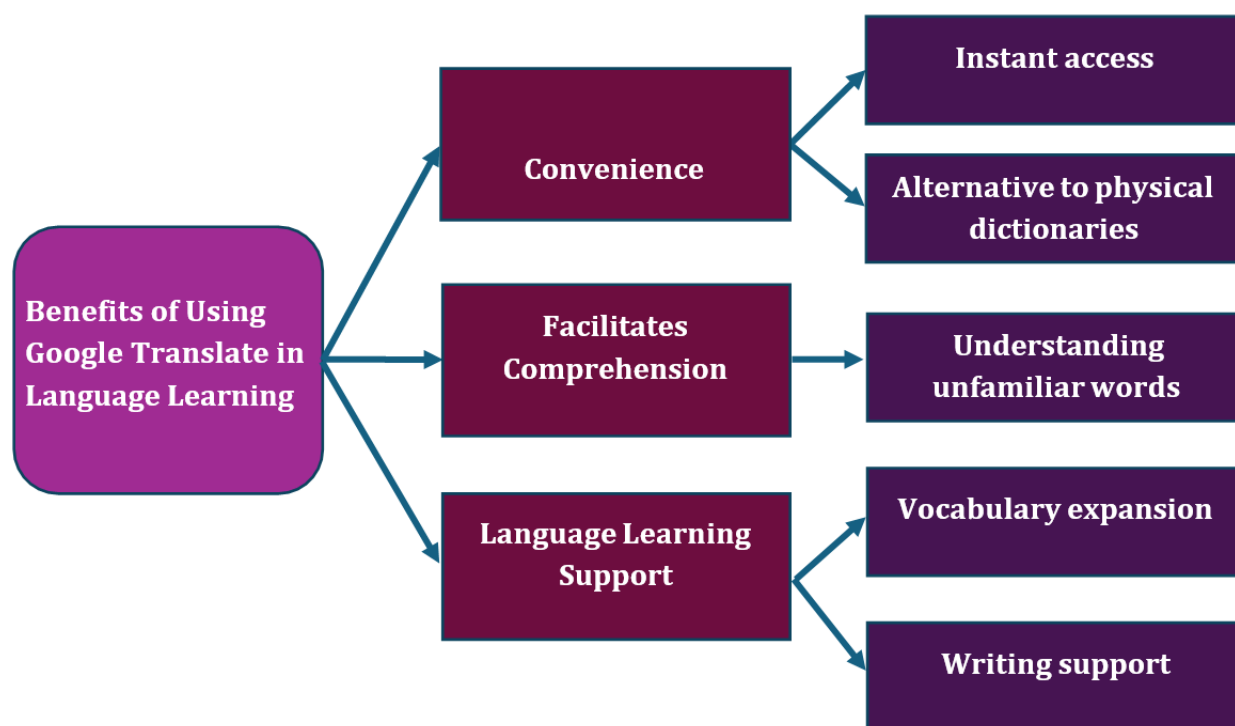 Benefits of Using
Google Translate in
Language Learning
Convenience
Instant access
Alternative to physical
dictionaries
Facilitates
Comprehension
Understanding
unfamiliar words
Language Learning
Support
Vocabulary expansion
Writing support